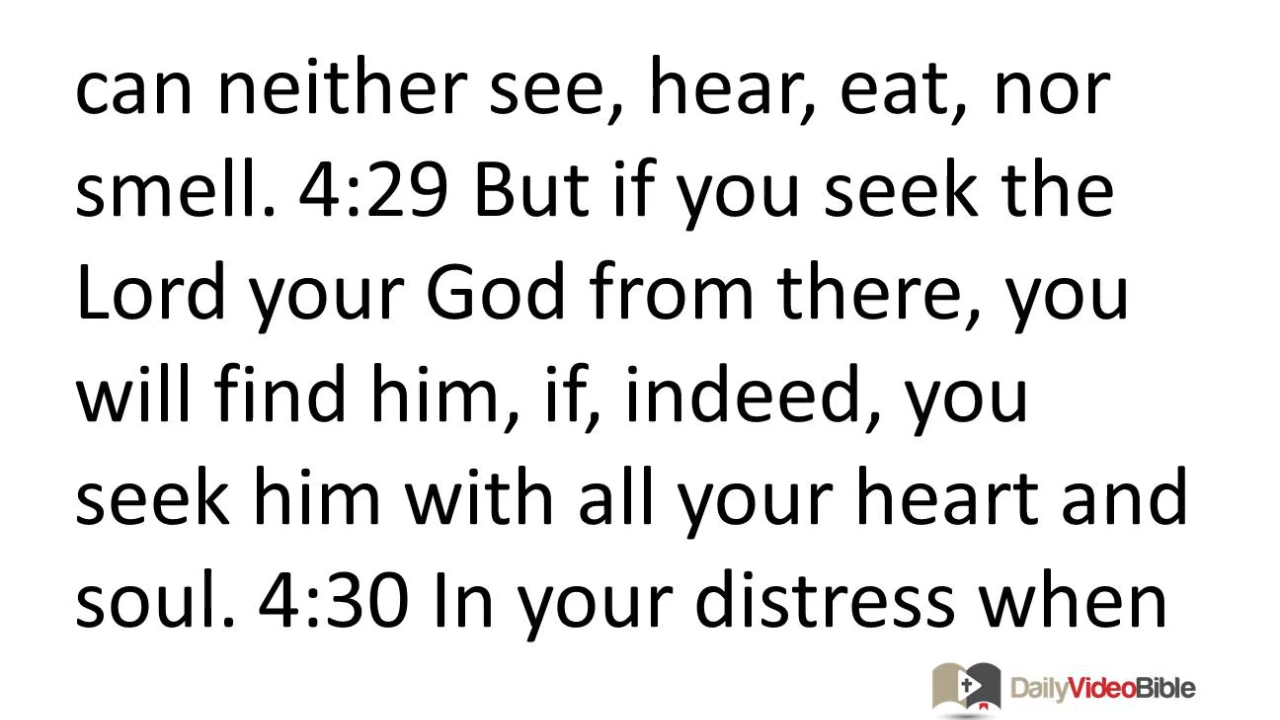 can neither see, hear, eat, nor
smell. 4:29 But if you seek the
Lord your God from there, you
will find him, if, indeed, you
seek him with all your heart and
soul. 4:30 In your distress when
DailyVideoBible